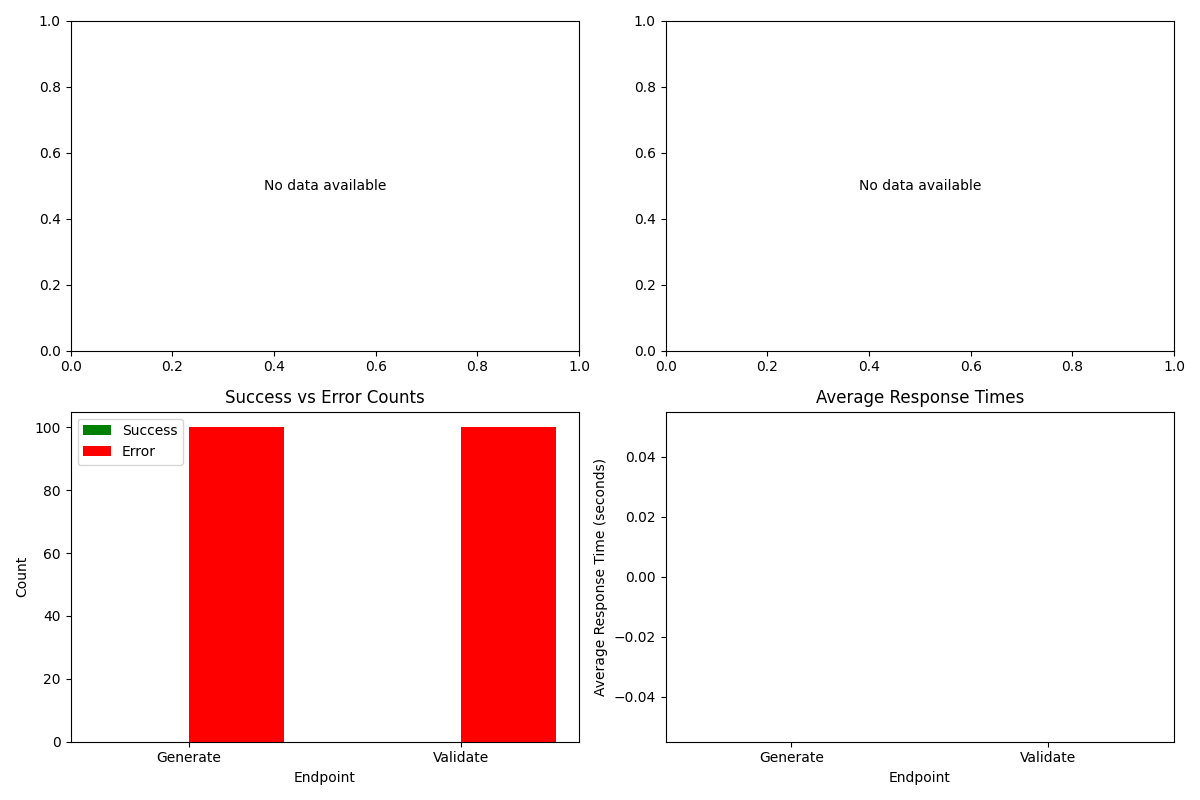 1.0
0.8
0.6
0.4
0.2
0.0
No data available
0.0 0.2 0.4 0.6 0.8 1.0
1.0
0.8
0.6
0.4
0.2
0.0
No data available
0.0 0.2 0.4 0.6 0.8 1.0
Success vs Error Counts
Success
Error
Count
100
80
60
40
20
0
Generate Validate
Endpoint
Average Response Times
Average Response Time (seconds)
0.04
0.02
0.00
−0.02
−0.04
Generate Validate
Endpoint